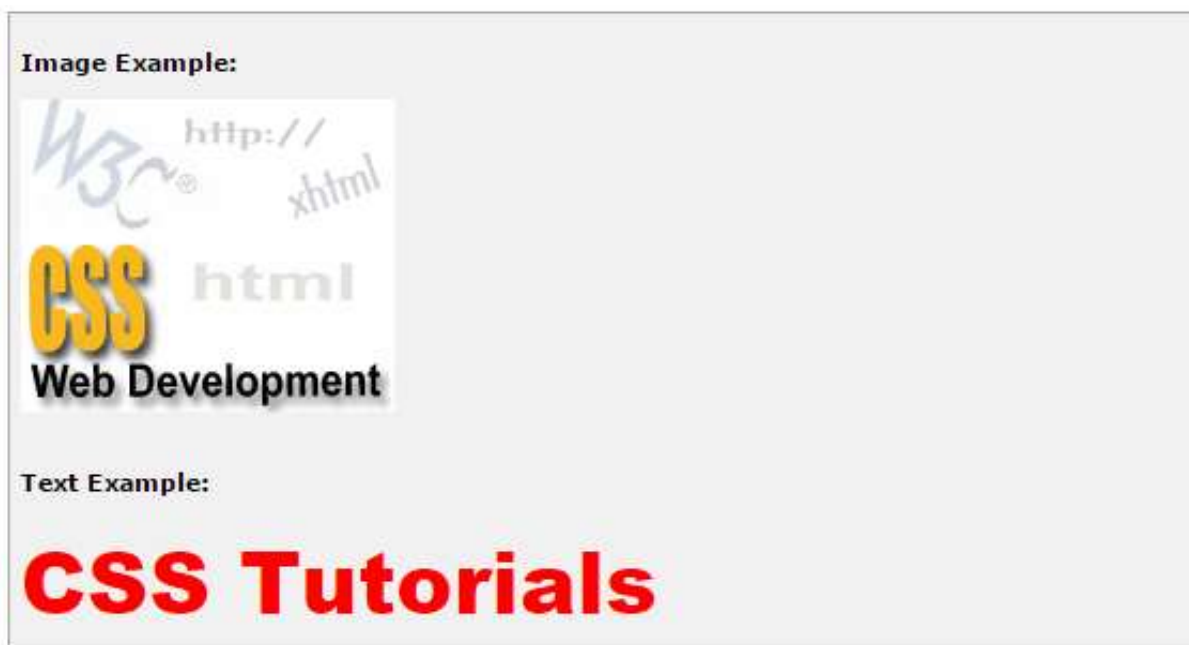 Image Example:
W3C®
http://
xhtml
html
CSS
Web Development
Text Example:
CSS Tutorials